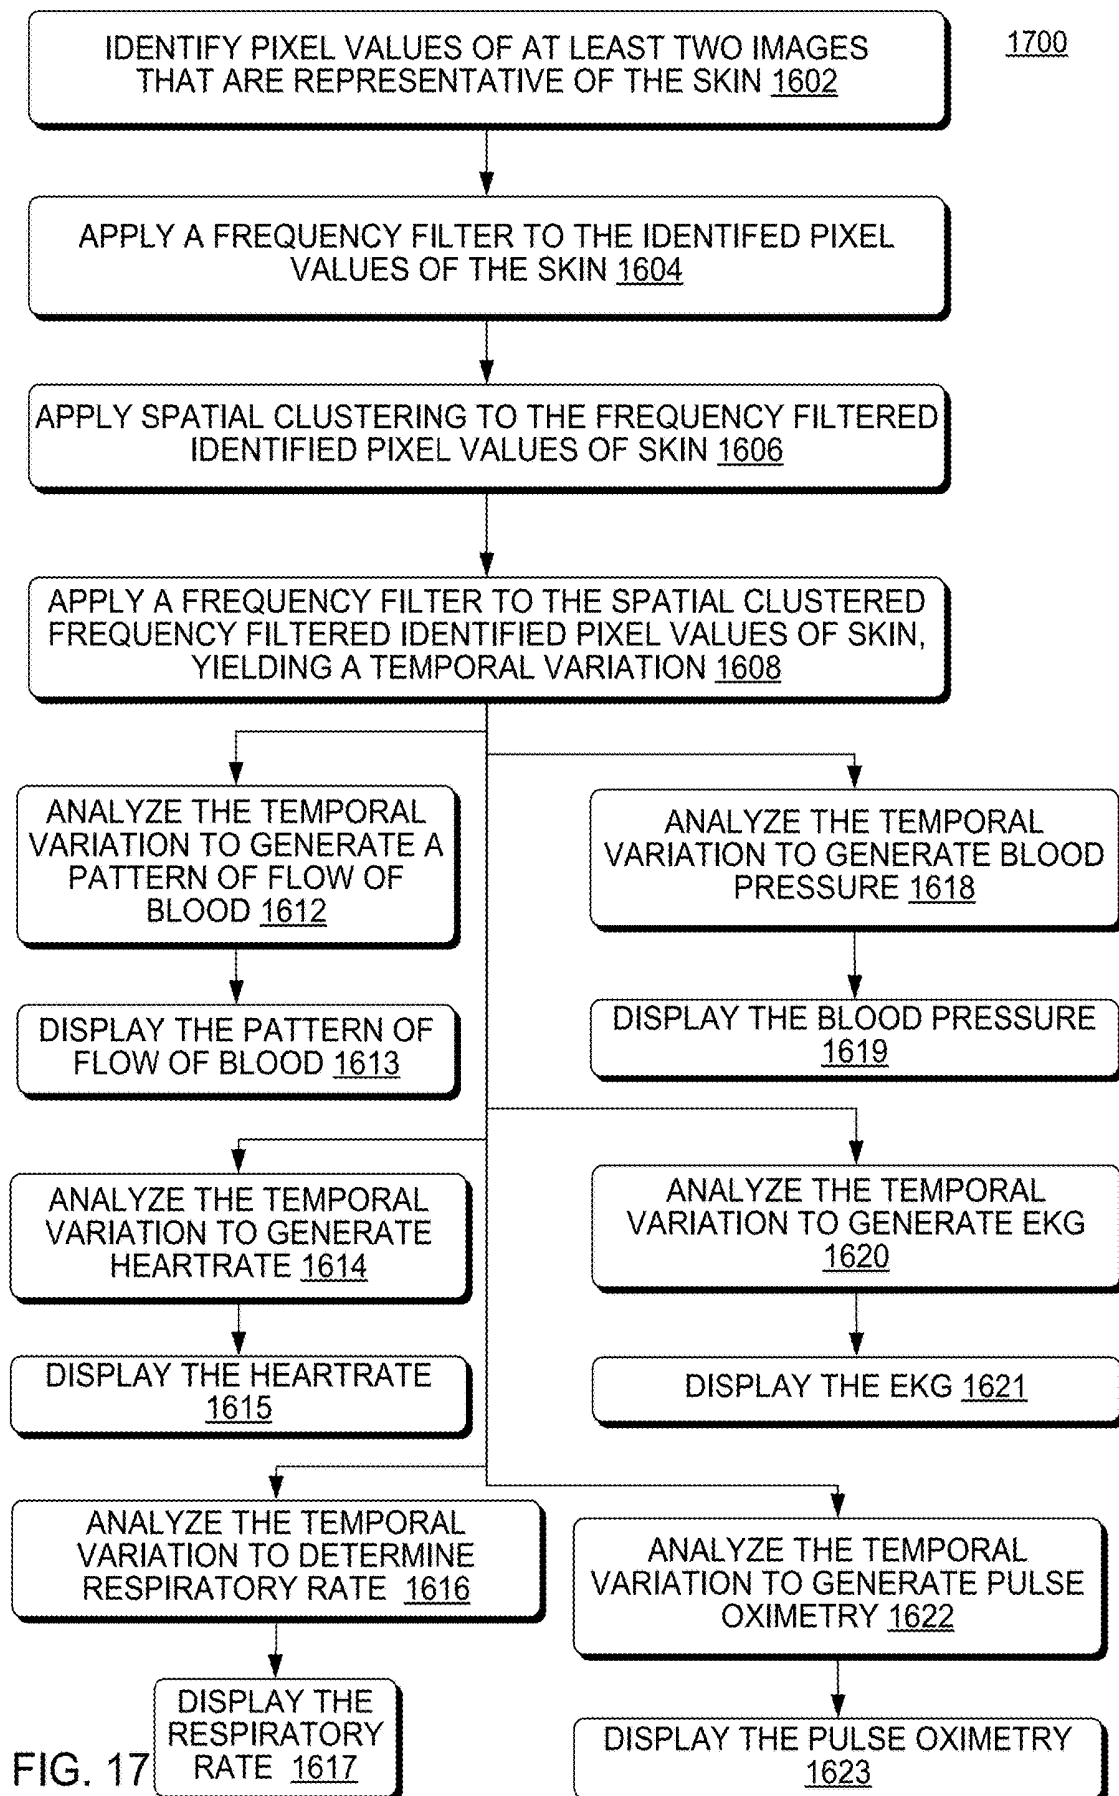 IDENTIFY PIXEL VALUES OF AT LEAST TWO IMAGES
THAT ARE REPRESENTATIVE OF THE SKIN 1602
1700
APPLY A FREQUENCY FILTER TO THE IDENTIFED PIXEL
VALUES OF THE SKIN 1604
APPLY SPATIAL CLUSTERING TO THE FREQUENCY FILTERED
IDENTIFIED PIXEL VALUES OF SKIN 1606
APPLY A FREQUENCY FILTER TO THE SPATIAL CLUSTERED
FREQUENCY FILTERED IDENTIFIED PIXEL VALUES OF SKIN,
YIELDING A TEMPORAL VARIATION 1608
ANALYZE THE TEMPORAL
VARIATION TO GENERATE A
PATTERN OF FLOW OF
BLOOD 1612
ANALYZE THE TEMPORAL
VARIATION TO GENERATE BLOOD
PRESSURE 1618
DISPLAY THE PATTERN OF
FLOW OF BLOOD 1613
DISPLAY THE BLOOD PRESSURE
1619
ANALYZE THE TEMPORAL
VARIATION TO GENERATE
HEARTRATE 1614
ANALYZE THE TEMPORAL
VARIATION TO GENERATE EKG
1620
DISPLAY THE HEARTRATE
1615
DISPLAY THE EKG 1621
ANALYZE THE TEMPORAL
VARIATION TO DETERMINE
RESPIRATORY RATE 1616
ANALYZE THE TEMPORAL
VARIATION TO GENERATE PULSE
OXIMETRY 1622
DISPLAY THE
RESPIRATORY
RATE 1617
DISPLAY THE PULSE OXIMETRY
1623
FIG. 17